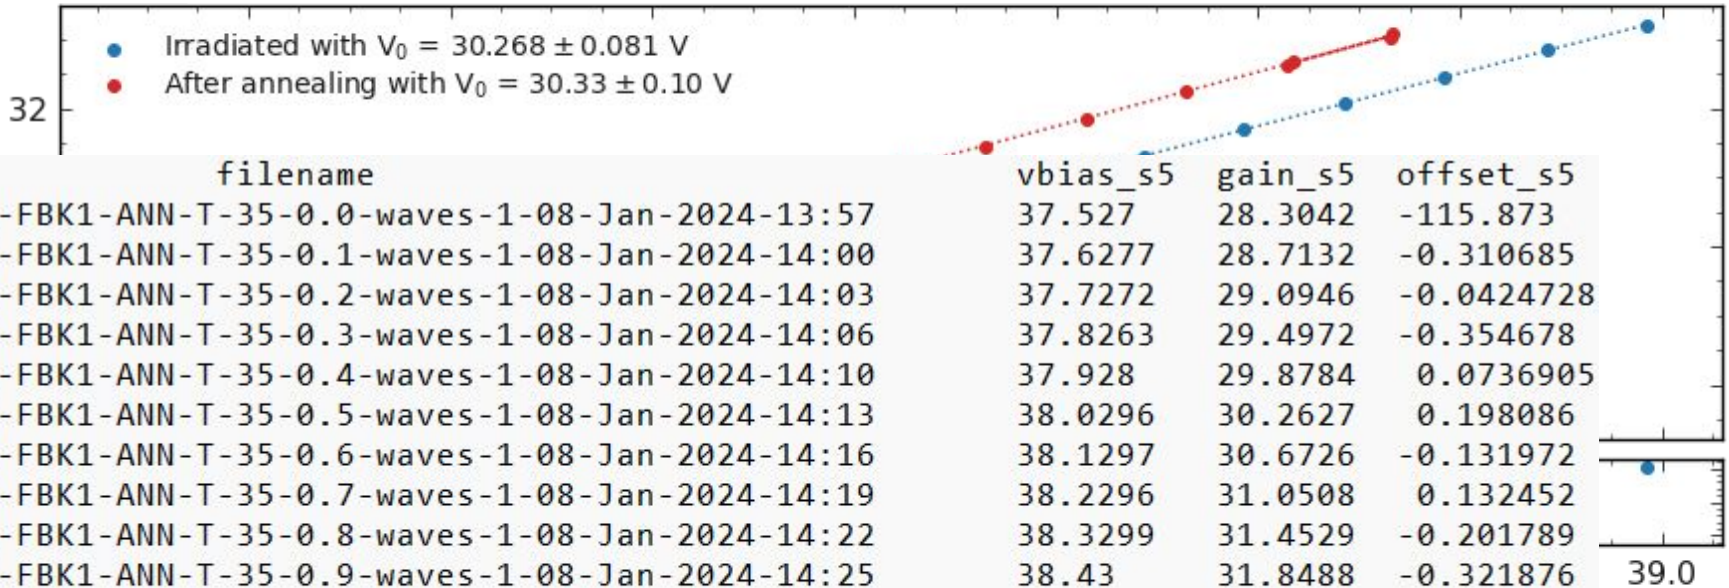 Irradiated with V₀ = 30.268 ± 0.081 V
After annealing with V₀ = 30.33 ± 0.10 V
32
filename vbias_s5 gain_s5 offset_s5
-FBK1-ANN-T-35-0.0-waves-1-08-Jan-2024-13:57 37.527 28.3042 -115.873
-FBK1-ANN-T-35-0.1-waves-1-08-Jan-2024-14:00 37.6277 28.7132 -0.310685
-FBK1-ANN-T-35-0.2-waves-1-08-Jan-2024-14:03 37.7272 29.0946 -0.0424728
-FBK1-ANN-T-35-0.3-waves-1-08-Jan-2024-14:06 37.8263 29.4972 -0.354678
-FBK1-ANN-T-35-0.4-waves-1-08-Jan-2024-14:10 37.928 29.8784 0.0736905
-FBK1-ANN-T-35-0.5-waves-1-08-Jan-2024-14:13 38.0296 30.2627 0.198086
-FBK1-ANN-T-35-0.6-waves-1-08-Jan-2024-14:16 38.1297 30.6726 -0.131972
-FBK1-ANN-T-35-0.7-waves-1-08-Jan-2024-14:19 38.2296 31.0508 0.132452
-FBK1-ANN-T-35-0.8-waves-1-08-Jan-2024-14:22 38.3299 31.4529 -0.201789
-FBK1-ANN-T-35-0.9-waves-1-08-Jan-2024-14:25 38.43 31.8488 -0.321876
39.0